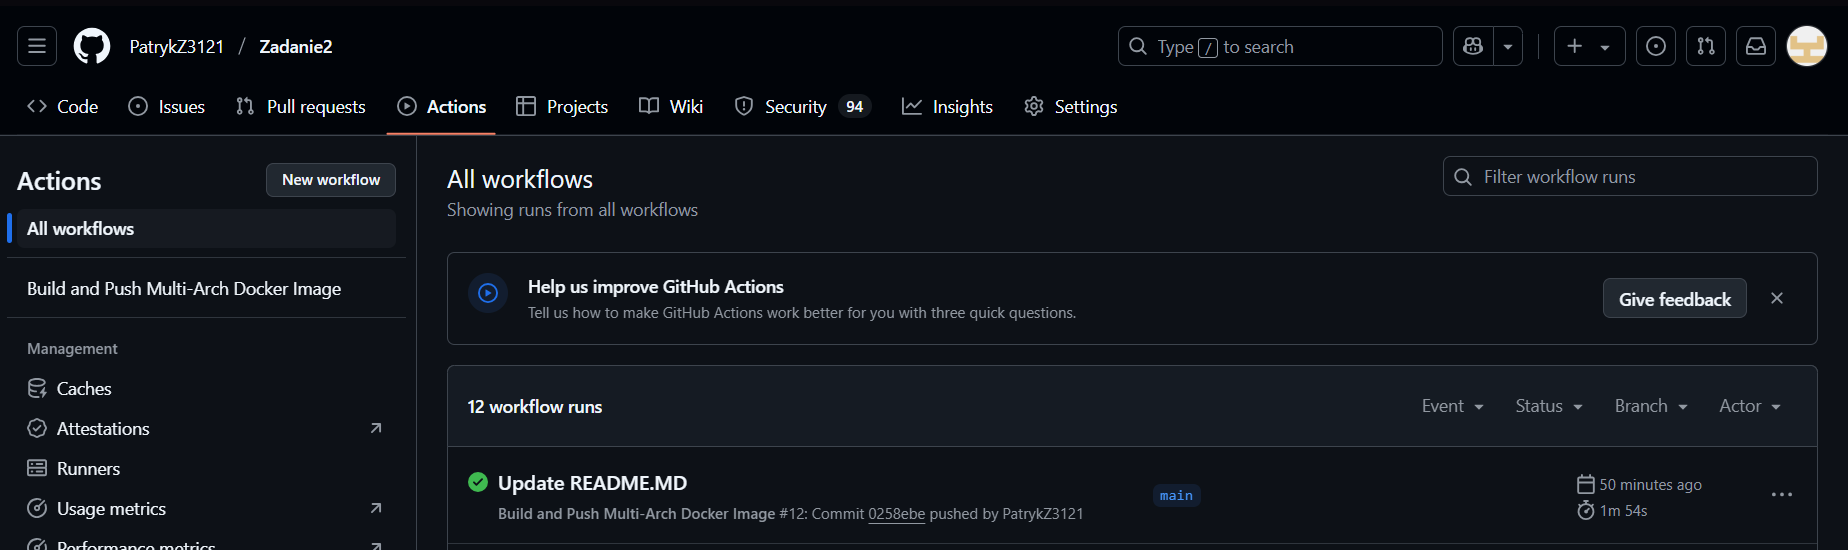 PatrykZ3121 / Zadanie2
Type / to search
Code Issues Pull requests Actions Projects Wiki Security 94 Insights Settings
Actions
New workflow
All workflows
Build and Push Multi-Arch Docker Image
Management
Caches
Attestations
Runners
Usage metrics
Performance metrics
All workflows
Showing runs from all workflows
Filter workflow runs
Help us improve GitHub Actions
Tell us how to make GitHub Actions work better for you with three quick questions.
Give feedback
12 workflow runs
Event Status Branch Actor
Update README.MD
Build and Push Multi-Arch Docker Image #12: Commit 0258ebe pushed by PatrykZ3121
main
50 minutes ago
1m 54s